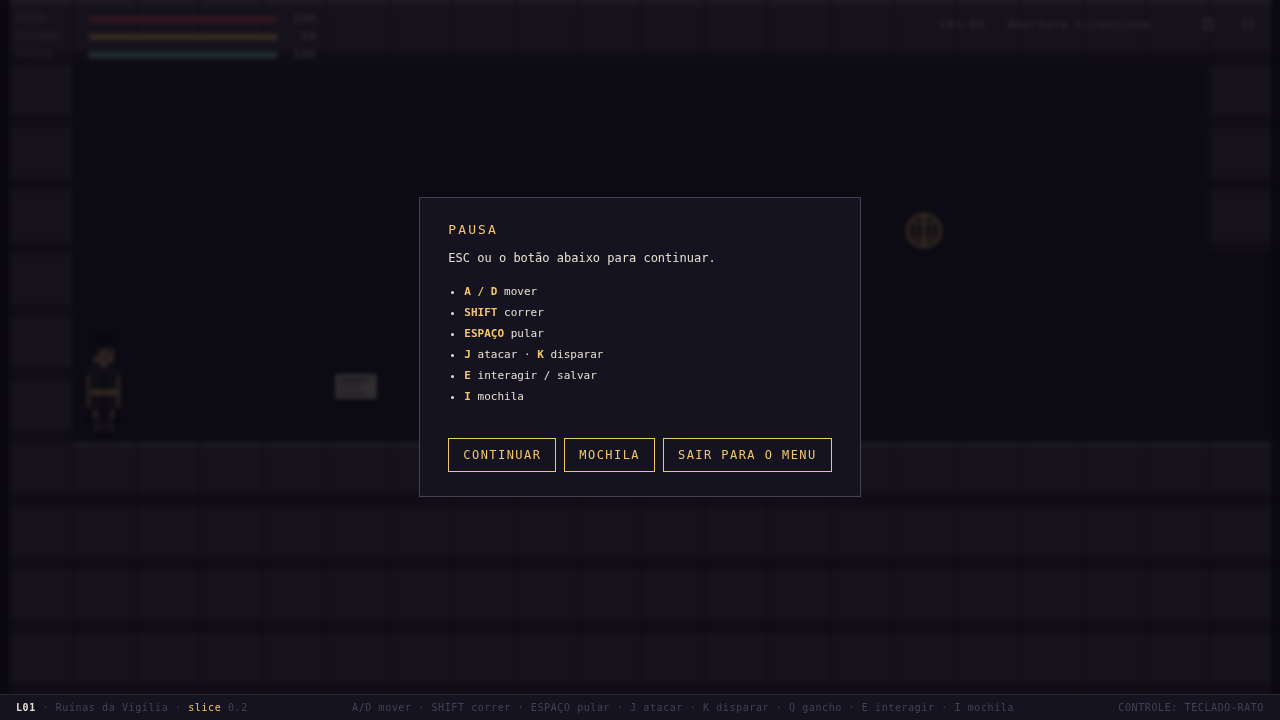 PAUSA
ESC ou o botão abaixo para continuar.
• A / D mover
• SHIFT correr
• ESPAÇO pular
• J atacar · K disparar
• E interagir / salvar
• I mochila
CONTINUAR MOCHILA SAIR PARA O MENU
L01 · Ruínas da Vigília · slice 0.2 A/D mover · SHIFT correr · ESPAÇO pular · J atacar · K disparar · Q gancho · E interagir · I mochila CONTROLE: TECLADO-RATO